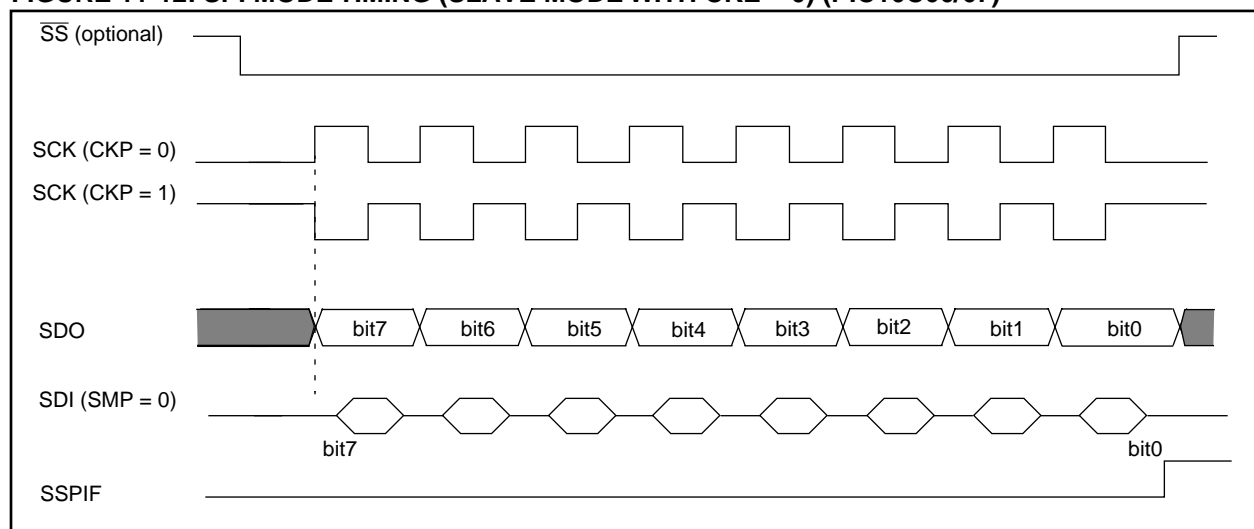 SS (optional)
SCK (CKP = 0)
SCK (CKP = 1)
SDO
bit7 bit6 bit5 bit4 bit3 bit2 bit1 bit0
SDI (SMP = 0)
bit7 bit0
SSPIF